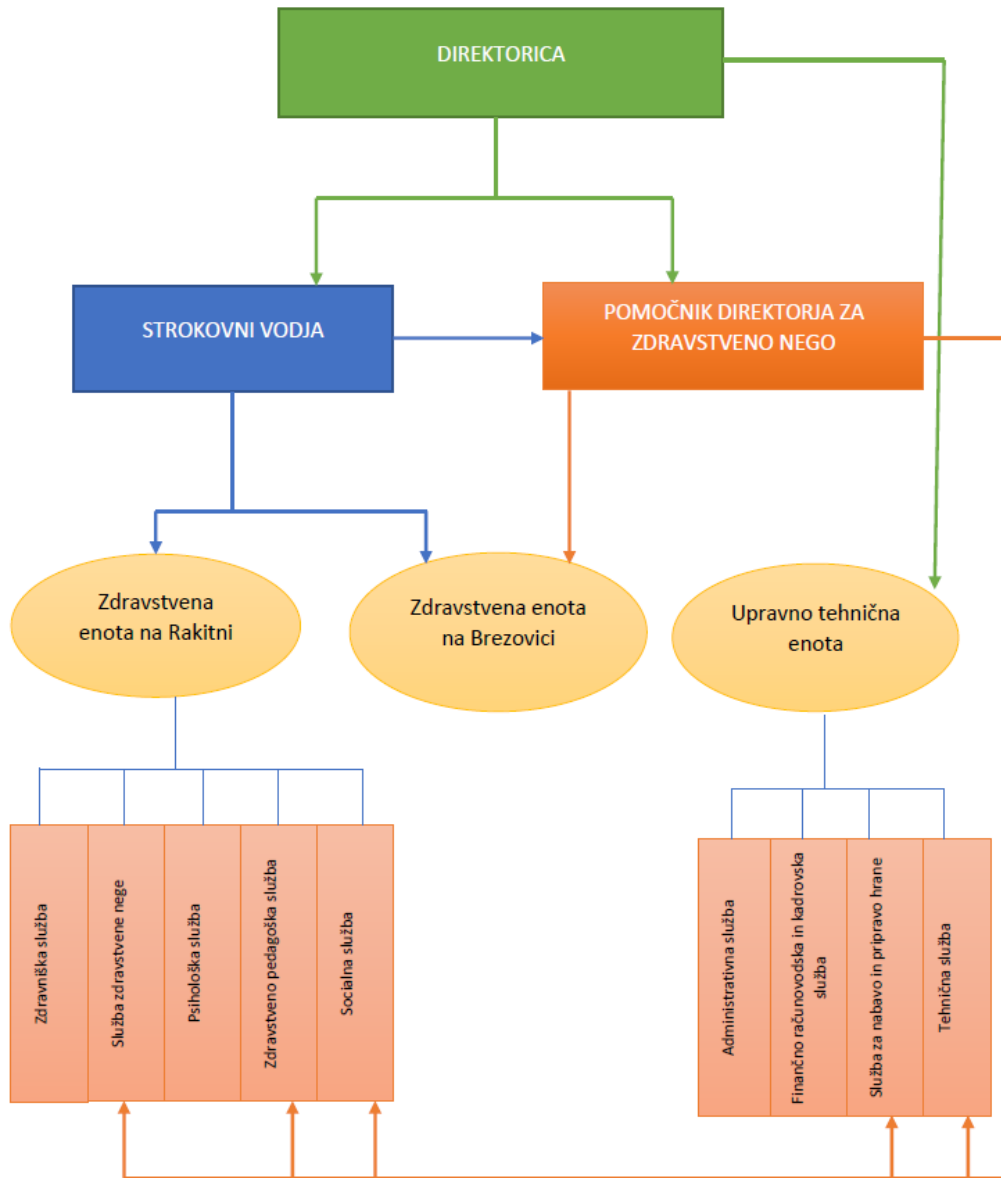 DIREKTORICA
STROKOVNI VODJA
POMOČNIK DIREKTORJA ZA
ZDRAVSTVENO NEGO
Zdravstvena
enota na Rakitni
Zdravstvena enota
na Brezovici
Upravno tehnična
enota
Zdravniška služba
Služba zdravstvene nege
Psihološka služba
Zdravstveno pedagoška služba
Socialna služba
Administrativna služba
Finančno računovodska in kadrovska
služba
Služba za nabavo in pripravo hrane
Tehnična služba